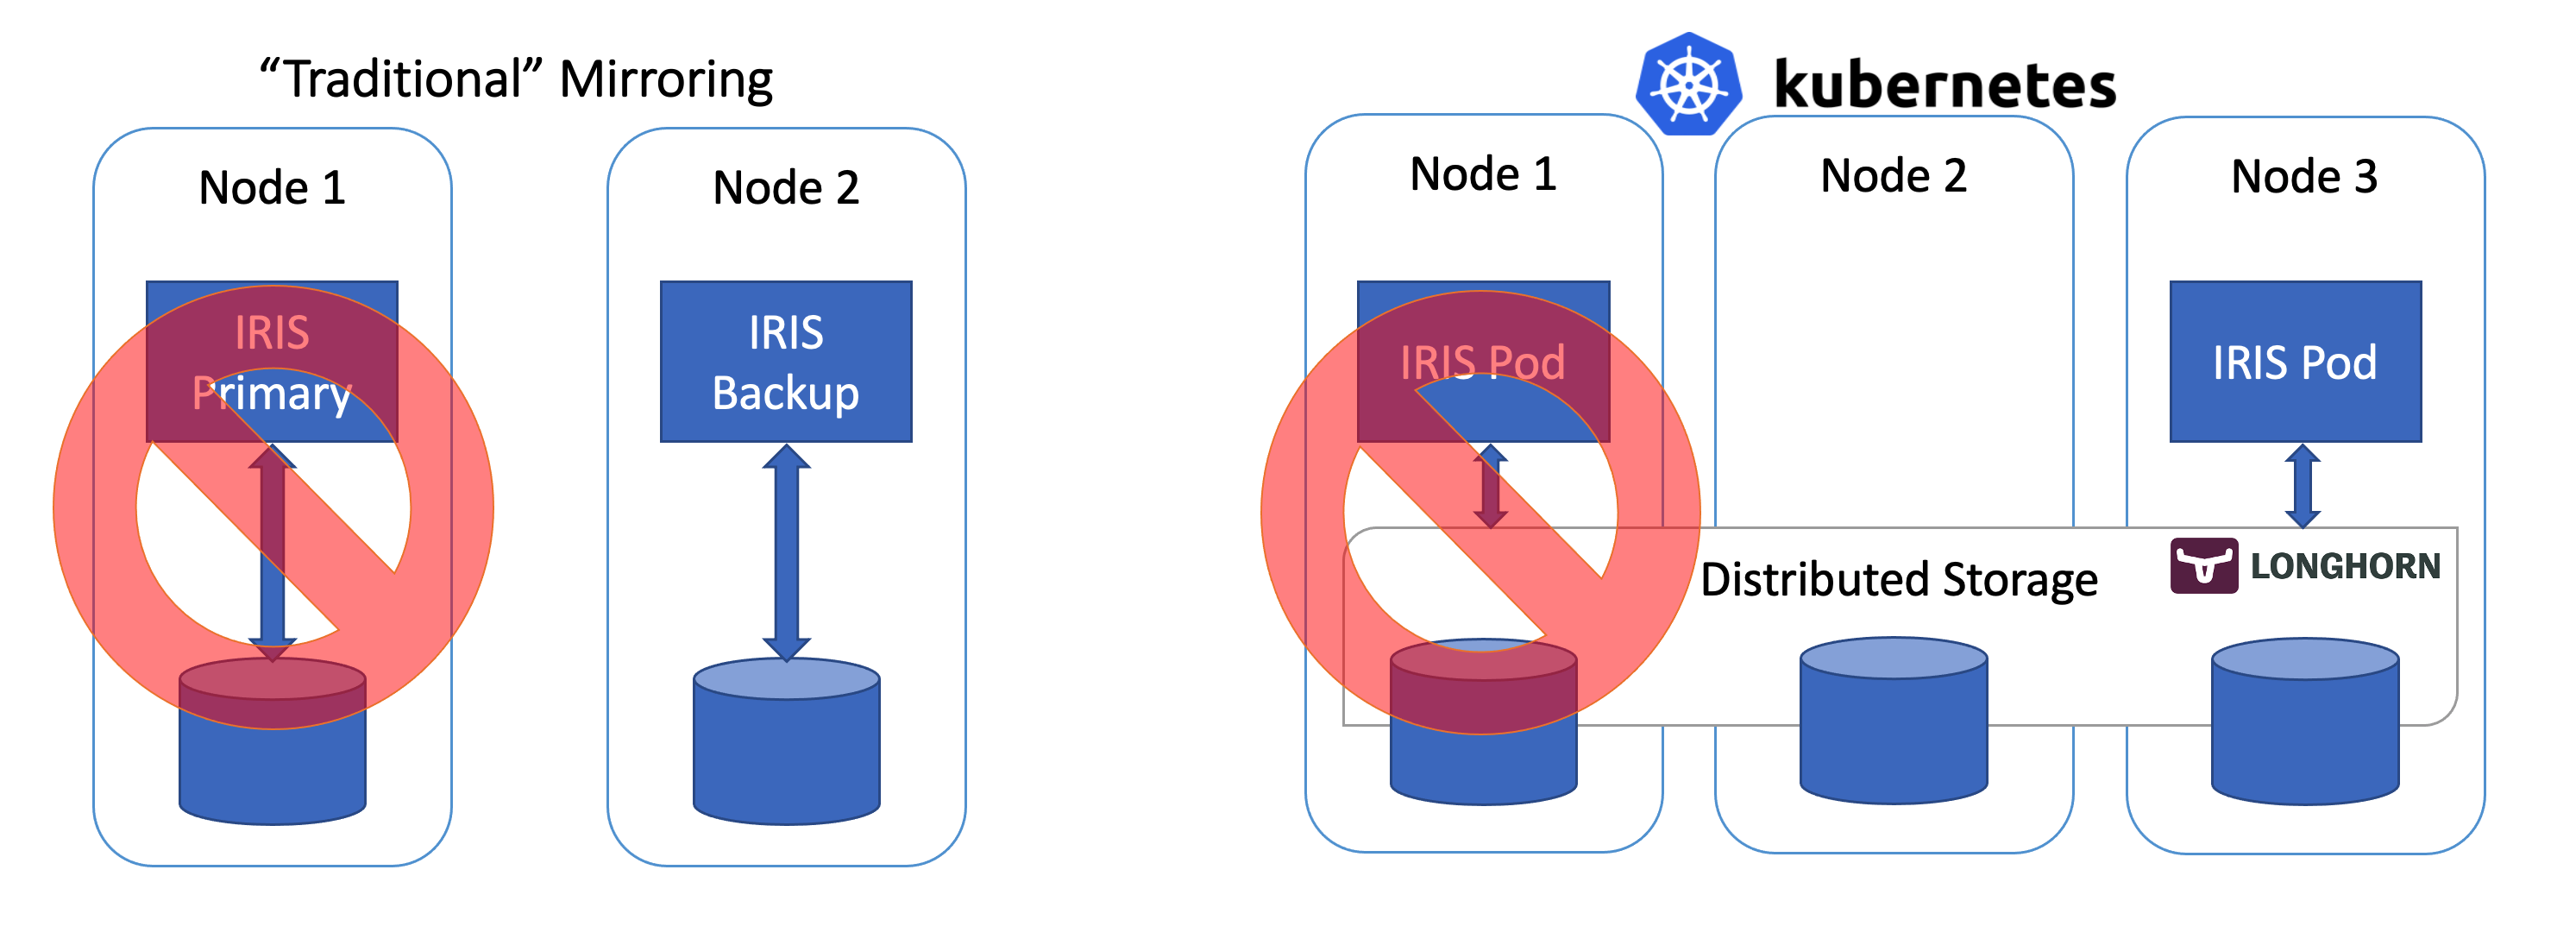 “Traditional” Mirroring
Node 1
Node 2
IRIS
Primary
IRIS
Backup
kubernetes
Node 1
Node 2
Node 3
IRIS Pod
IRIS Pod
Distributed Storage
LONGHORN